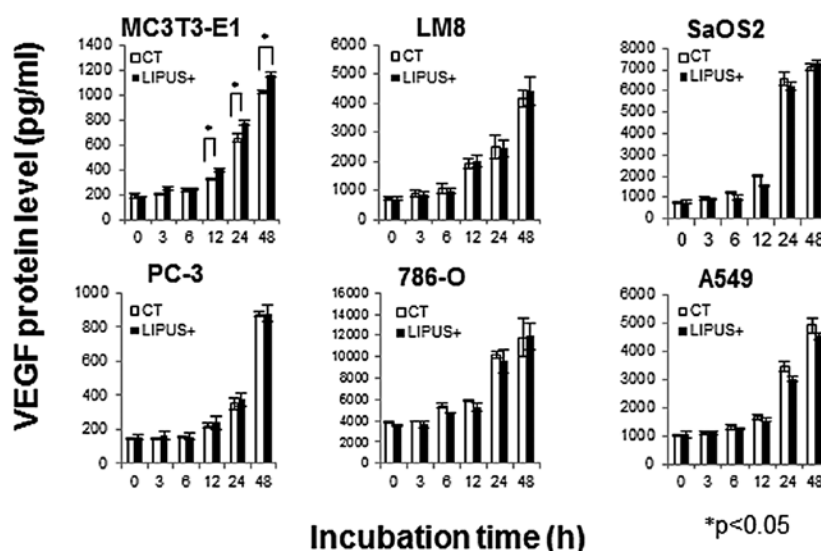 VEGF protein level (pg/ml)
MC3T3-E1
1400
1200
1000
800
600
400
200
0
CT
LIPUS+
*
*
*
0 3 6 12 24 48
LM8
6000
5000
4000
3000
2000
1000
0
CT
LIPUS+
0 3 6 12 24 48
SaOS2
8000
7000
6000
5000
4000
3000
2000
1000
0
CT
LIPUS+
0 3 6 12 24 48
PC-3
1000
800
600
400
200
0
CT
LIPUS+
0 3 6 12 24 48
786-O
16000
14000
12000
10000
8000
6000
4000
2000
0
CT
LIPUS+
0 3 6 12 24 48
A549
6000
5000
4000
3000
2000
1000
0
CT
LIPUS+
0 3 6 12 24 48
Incubation time (h)
*p<0.05